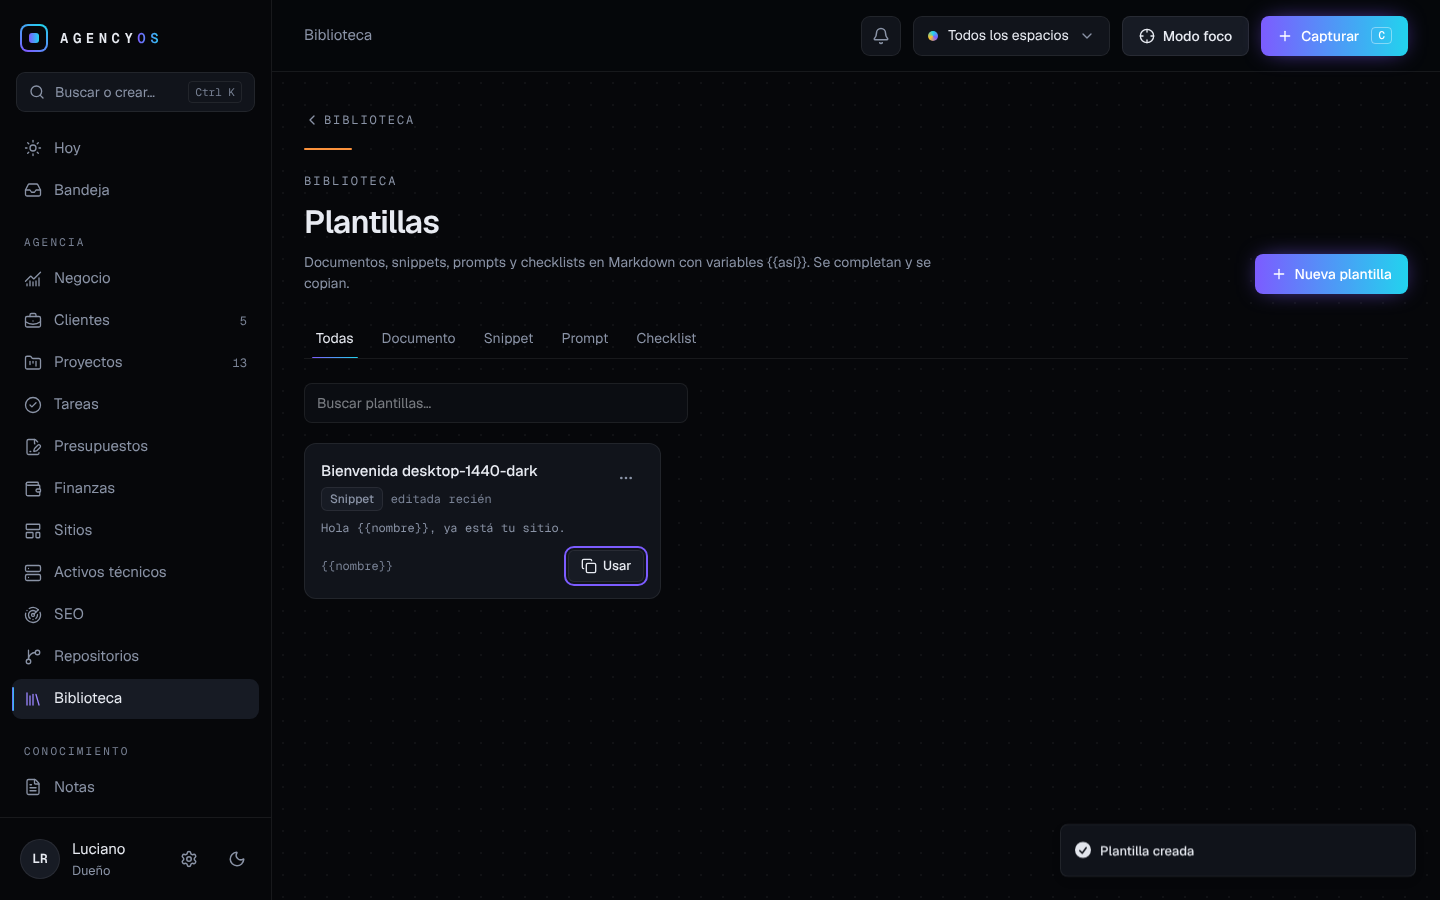 AGENCYOS
Buscar o crear...
Ctrl K
Hoy
Bandeja
AGENCIA
Negocio
Clientes
5
Proyectos
13
Tareas
Presupuestos
Finanzas
Sitios
Activos técnicos
SEO
Repositorios
Biblioteca
CONOCIMIENTO
Notas
LR
Luciano
Dueño
Biblioteca
Todos los espacios
Modo foco
Capturar
C
BIBLIOTECA
BIBLIOTECA
Plantillas
Documentos, snippets, prompts y checklists en Markdown con variables {{así}}. Se completan y se
copian.
Nueva plantilla
Todas
Documento
Snippet
Prompt
Checklist
Buscar plantillas...
Bienvenida desktop-1440-dark
Snippet
editada recién
Hola {{nombre}}, ya está tu sitio.
{{nombre}}
Usar
Plantilla creada